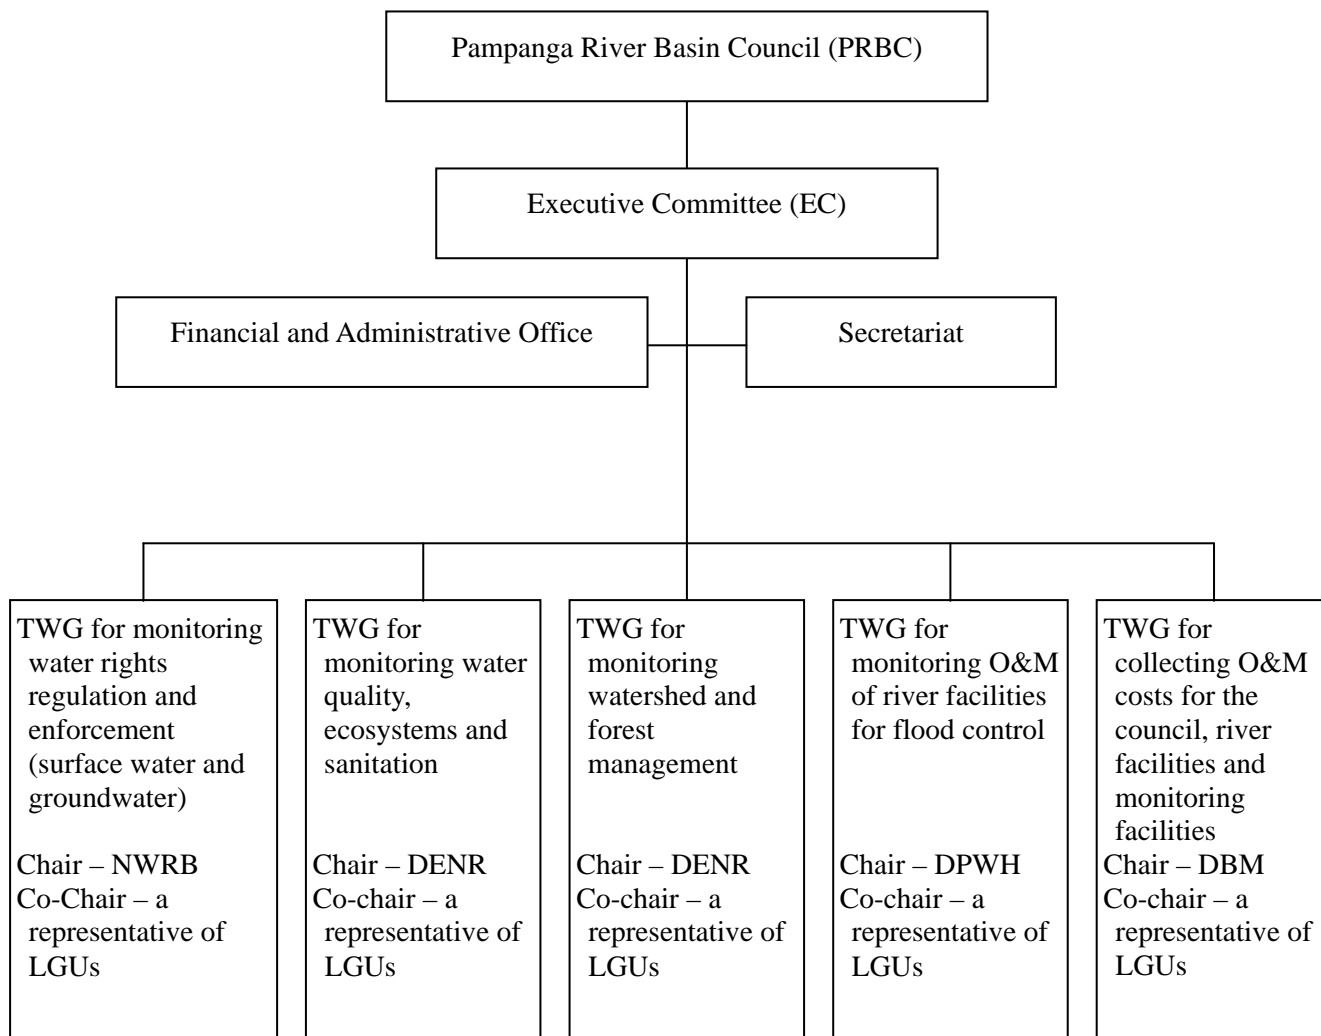 Pampanga River Basin Council (PRBC)
Executive Committee (EC)
Financial and Administrative Office
Secretariat
TWG for monitoring
water rights
regulation and
enforcement
(surface water and
groundwater)
Chair – NWRB
Co-Chair – a
representative of
LGUs
TWG for
monitoring water
quality,
ecosystems and
sanitation
Chair – DENR
Co-chair – a
representative of
LGUs
TWG for
monitoring
watershed and
forest
management
Chair – DENR
Co-chair – a
representative of
LGUs
TWG for
monitoring O&M
of river facilities
for flood control
Chair – DPWH
Co-chair – a
representative of
LGUs
TWG for
collecting O&M
costs for the
council, river
facilities and
monitoring
facilities
Chair – DBM
Co-chair – a
representative of
LGUs